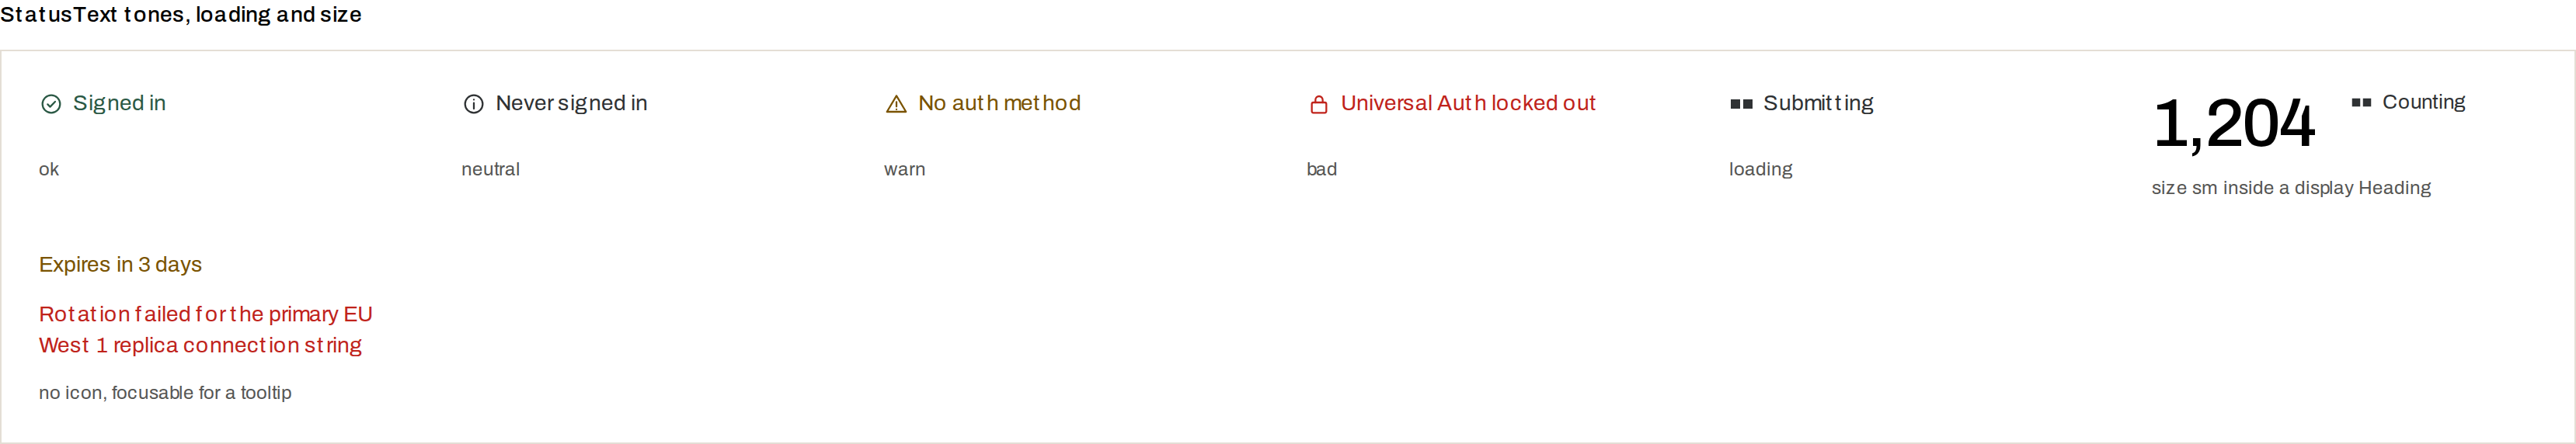 StatusText tones, loading and size
Signed in
Never signed in
No auth method
Universal Auth locked out
Submitting
1,204
Counting
ok
neutral
warn
bad
loading
size sm inside a display Heading
Expires in 3 days
Rotation failed for the primary EU
West 1 replica connection string
no icon, focusable for a tooltip